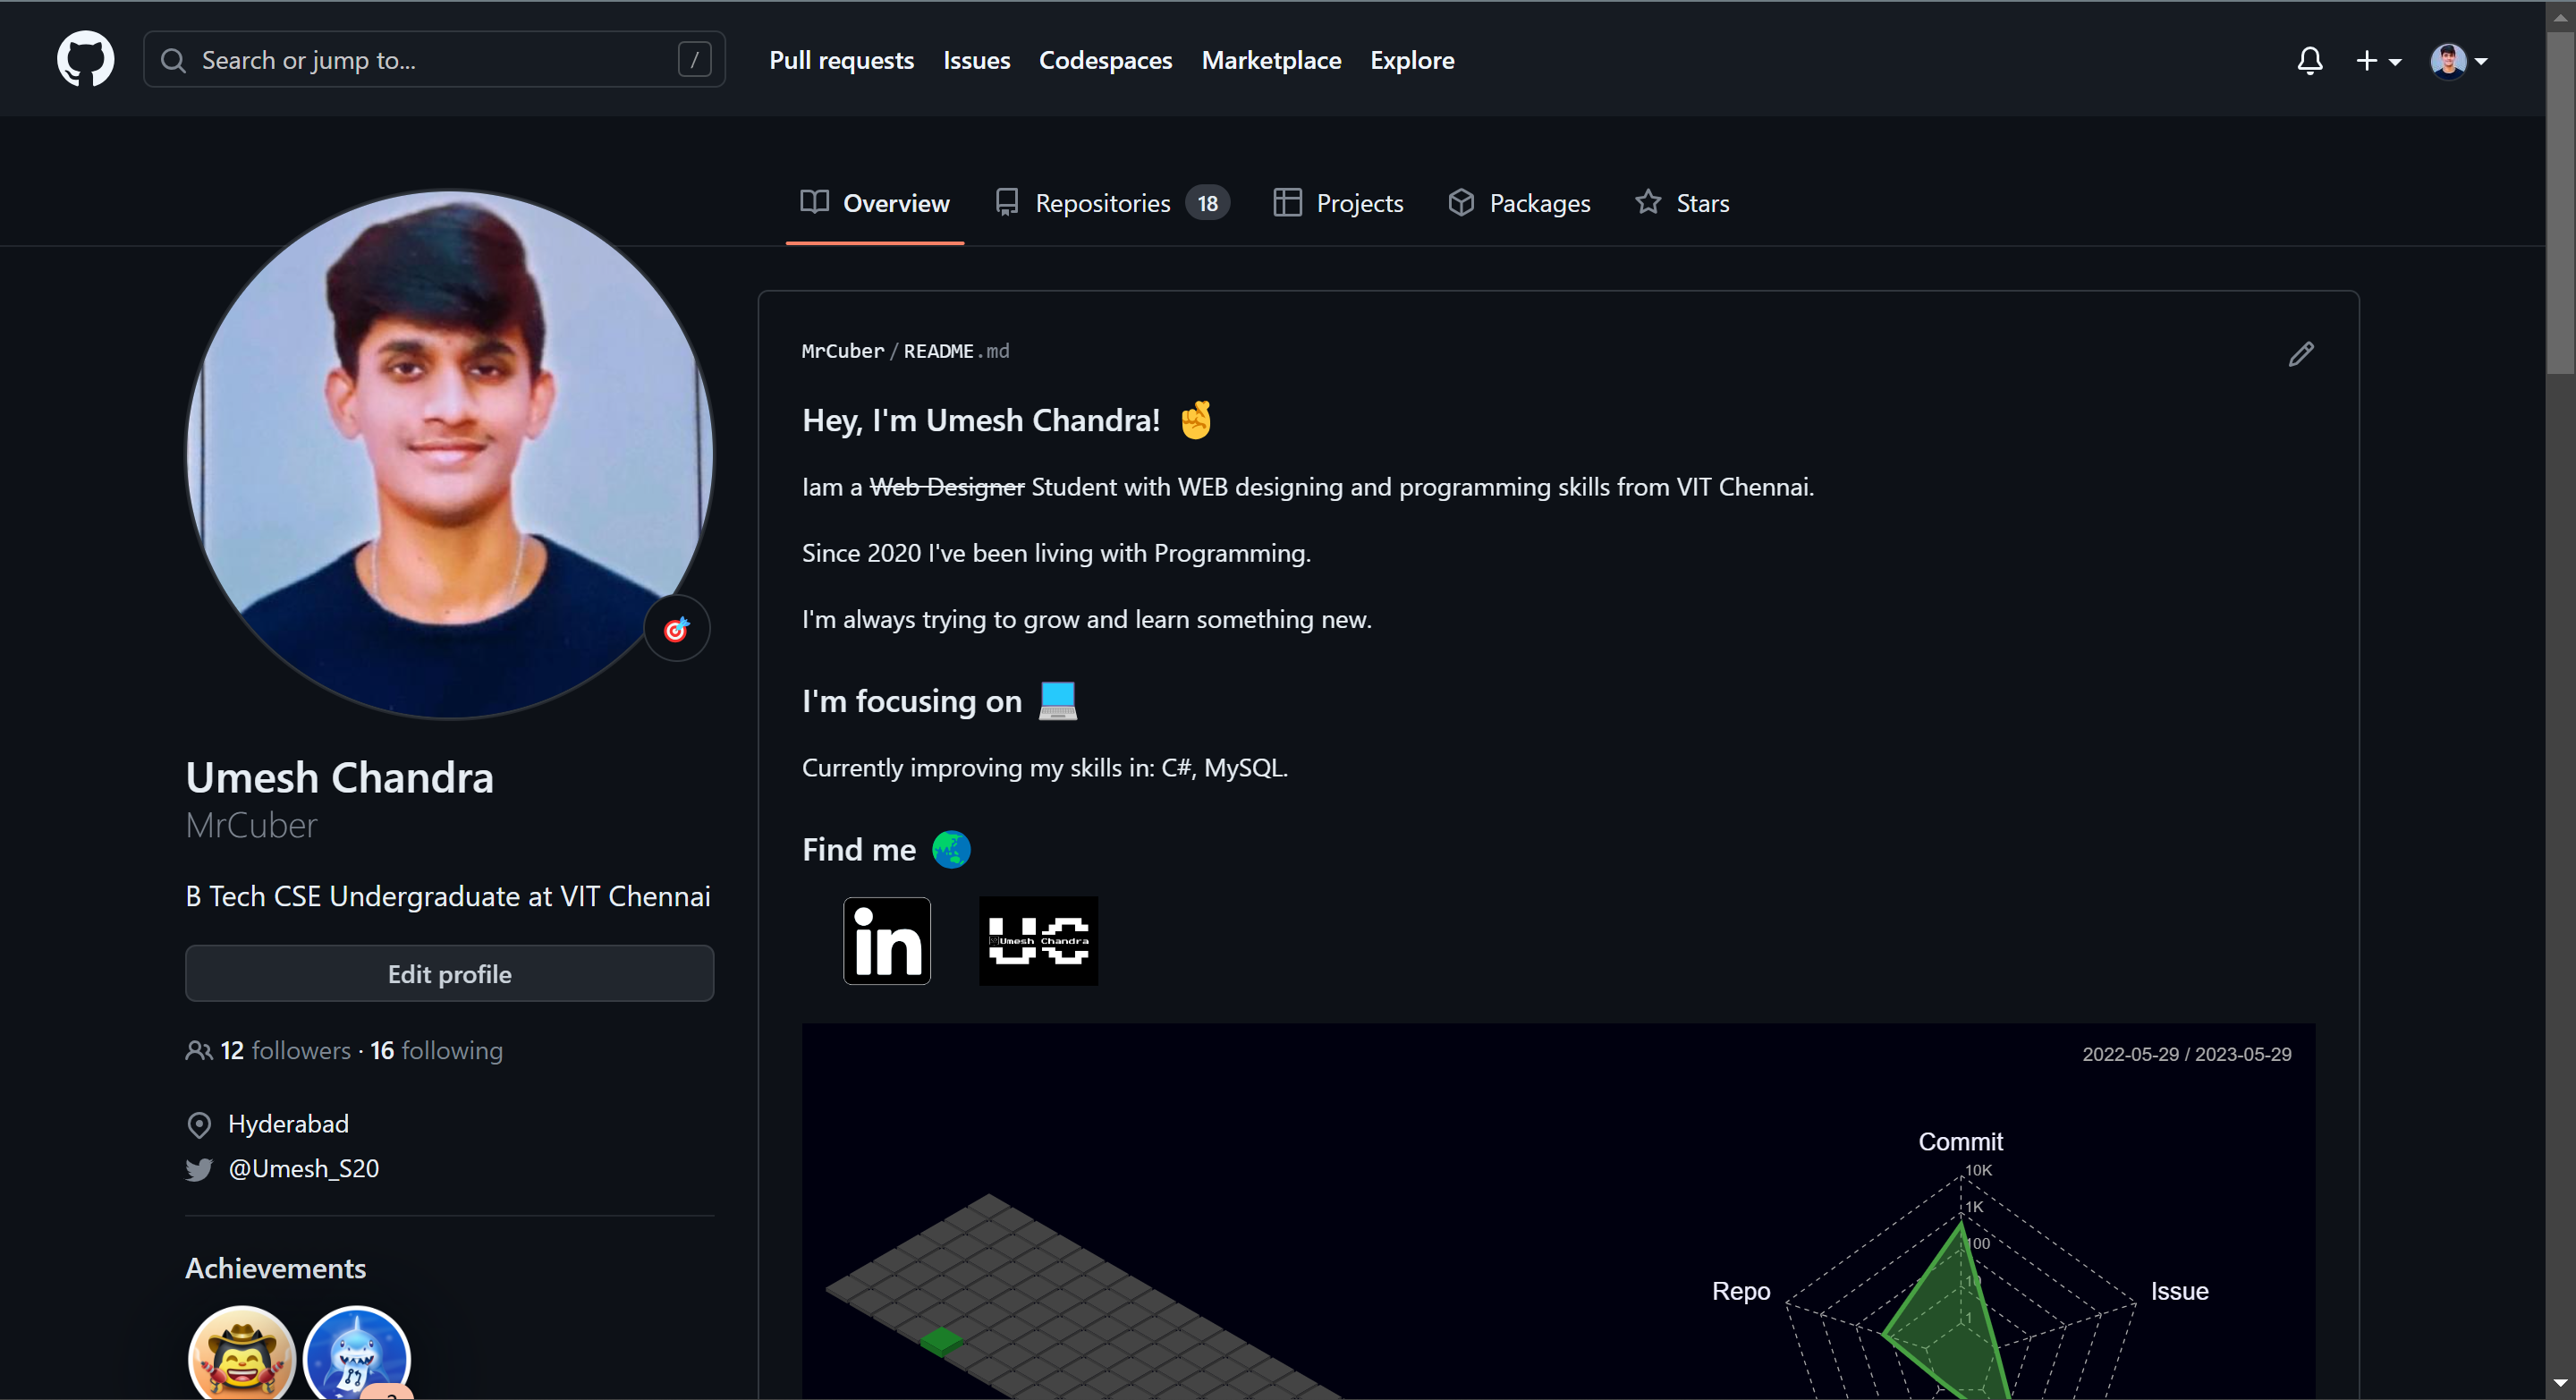 Search or jump to...
/
Pull requests
Issues
Codespaces
Marketplace
Explore
Overview
Repositories 18
Projects
Packages
Stars
MrCuber / README.md
Hey, I'm Umesh Chandra!
Iam a Web Designer Student with WEB designing and programming skills from VIT Chennai.
Since 2020 I've been living with Programming.
I'm always trying to grow and learn something new.
I'm focusing on
Currently improving my skills in: C#, MySQL.
Find me
in
UC
Umesh Chandra
2022-05-29 / 2023-05-29
Commit
10K
1K
100
10
1
Repo
Issue
Umesh Chandra
MrCuber
B Tech CSE Undergraduate at VIT Chennai
Edit profile
12 followers · 16 following
Hyderabad
@Umesh_S20
Achievements